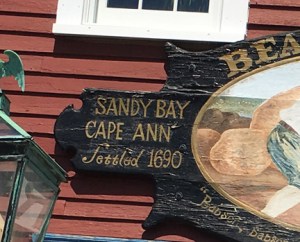 SANDY BAY
CAPE ANN
Settled 1690
BEA